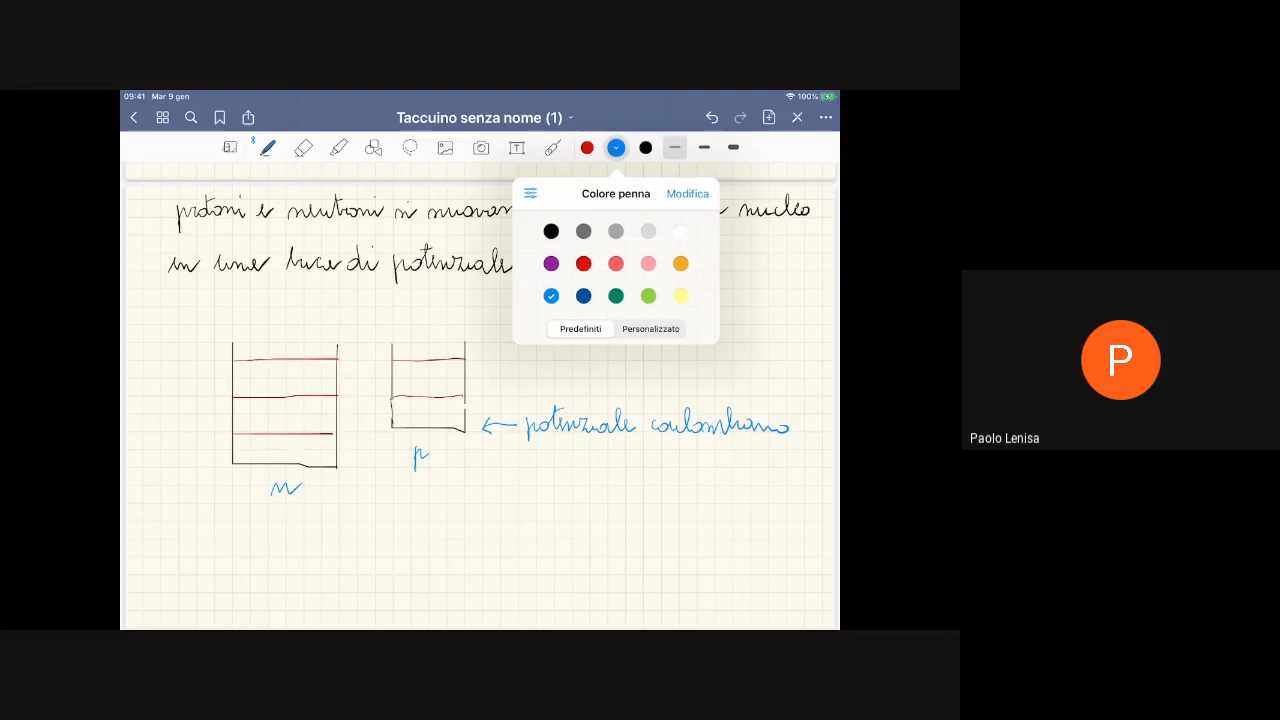 09:41 Mar 9 gen 100%
Taccuino senza nome (1)
Colore penna Modifica
protoni e neutroni si muovon nucleo
in una buca di potenziale
Predefiniti Personalizzato
potenziale coulombiano
p
n
P
Paolo Lenisa